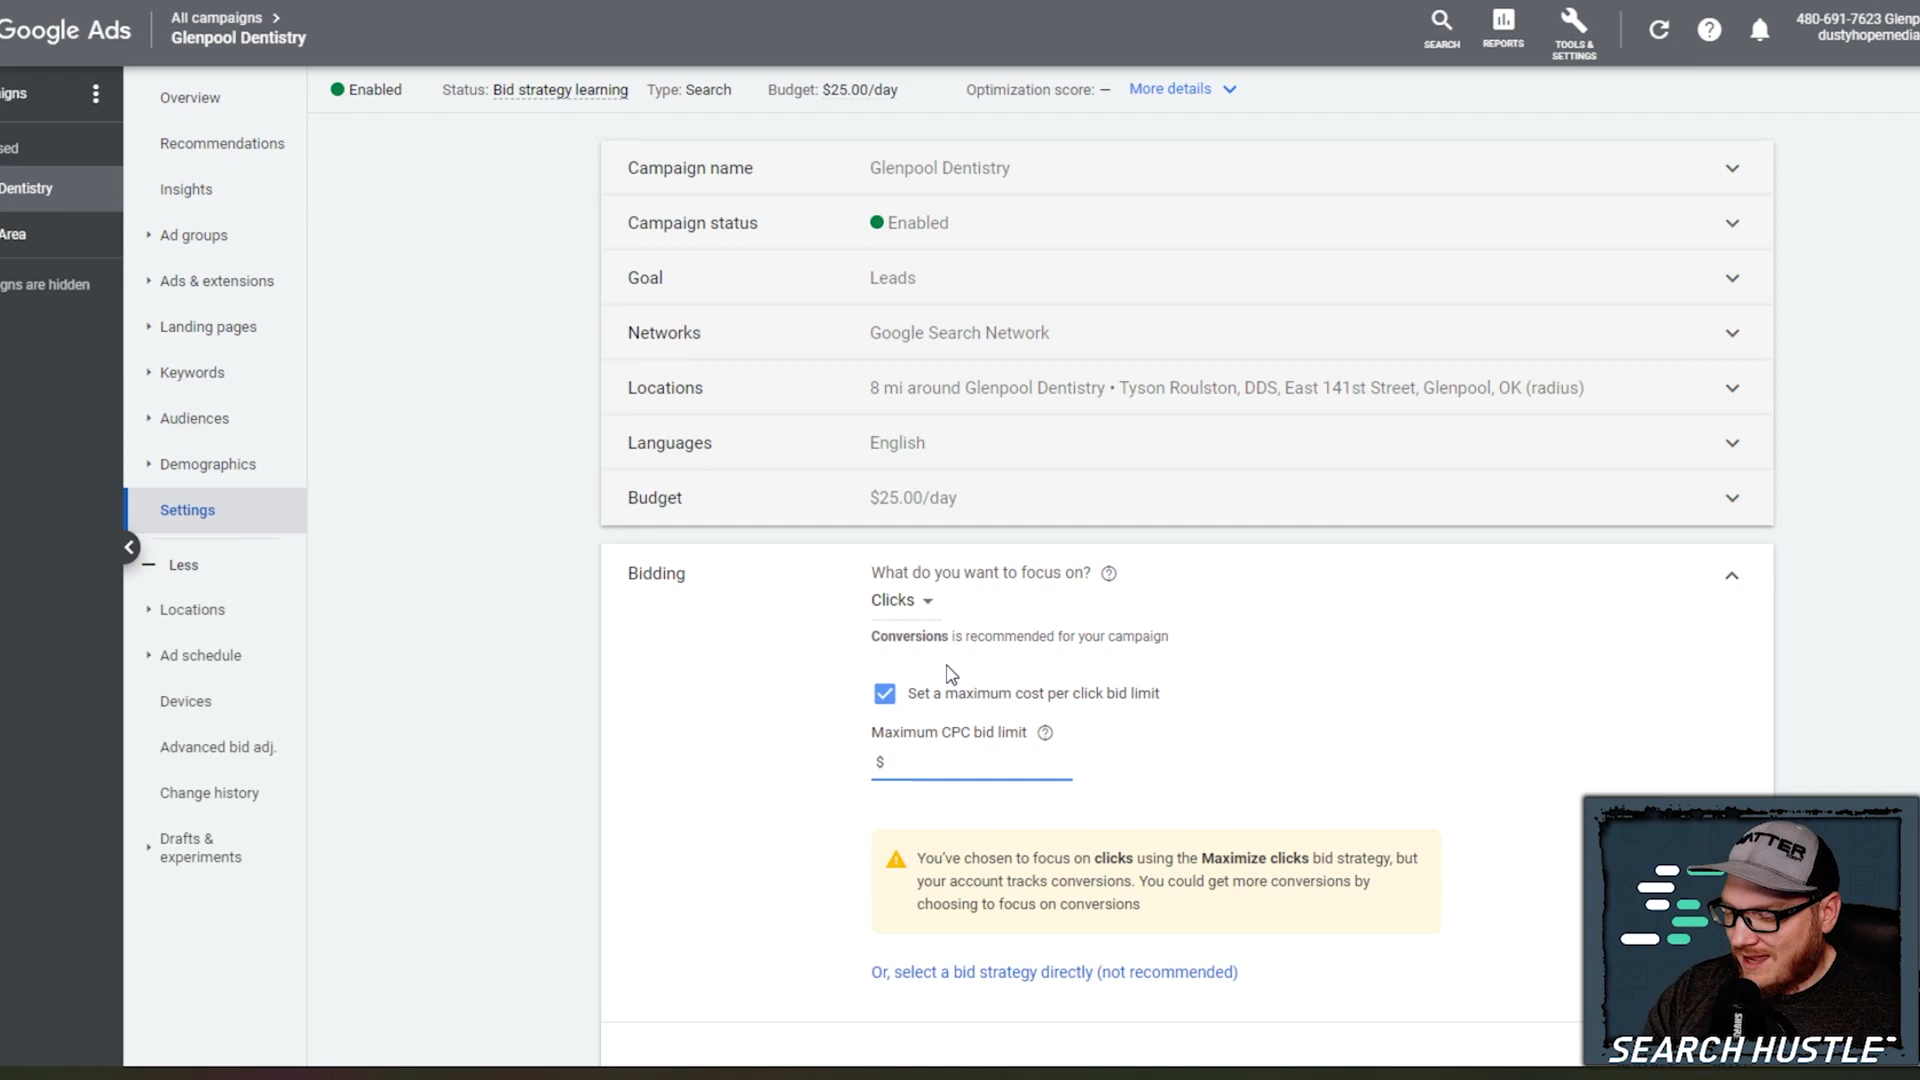 Google Ads
All campaigns
Glenpool Dentistry
SEARCH
REPORTS
TOOLS &
SETTINGS
480-691-7623 Glenp
dustyhopemedia
igns
sed
Dentistry
Area
gns are hidden
Overview
Recommendations
Insights
Ad groups
Ads & extensions
Landing pages
Keywords
Audiences
Demographics
Settings
Less
Locations
Ad schedule
Devices
Advanced bid adj.
Change history
Drafts &
experiments
Enabled Status: Bid strategy learning Type: Search Budget: $25.00/day Optimization score: – More details
Campaign name Glenpool Dentistry
Campaign status Enabled
Goal Leads
Networks Google Search Network
Locations 8 mi around Glenpool Dentistry • Tyson Roulston, DDS, East 141st Street, Glenpool, OK (radius)
Languages English
Budget $25.00/day
Bidding What do you want to focus on?
Clicks
Conversions is recommended for your campaign
Set a maximum cost per click bid limit
Maximum CPC bid limit
$
You've chosen to focus on clicks using the Maximize clicks bid strategy, but
your account tracks conversions. You could get more conversions by
choosing to focus on conversions
Or, select a bid strategy directly (not recommended)
ATTER
SHURE
SEARCH HUSTLE